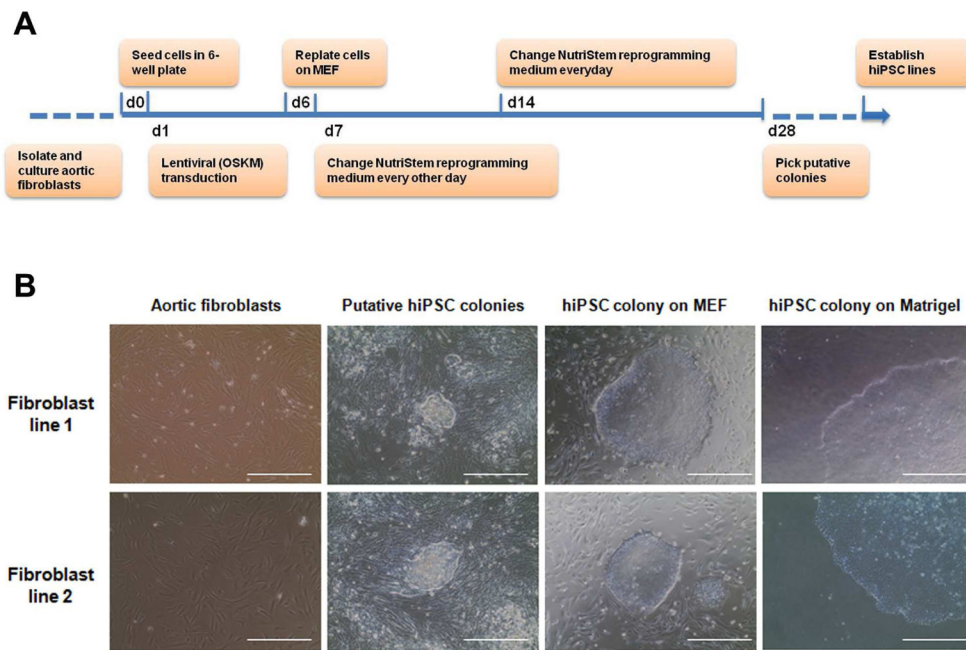 A
Seed cells in 6-
well plate
Replate cells
on MEF
Change NutriStem reprogramming
medium everyday
Establish
hiPSC lines
d0
d6
d14
d1
d7
d28
Isolate and
culture aortic
fibroblasts
Lentiviral (OSKM)
transduction
Change NutriStem reprogramming
medium every other day
Pick putative
colonies
B
Aortic fibroblasts
Putative hiPSC colonies
hiPSC colony on MEF
hiPSC colony on Matrigel
Fibroblast
line 1
Fibroblast
line 2